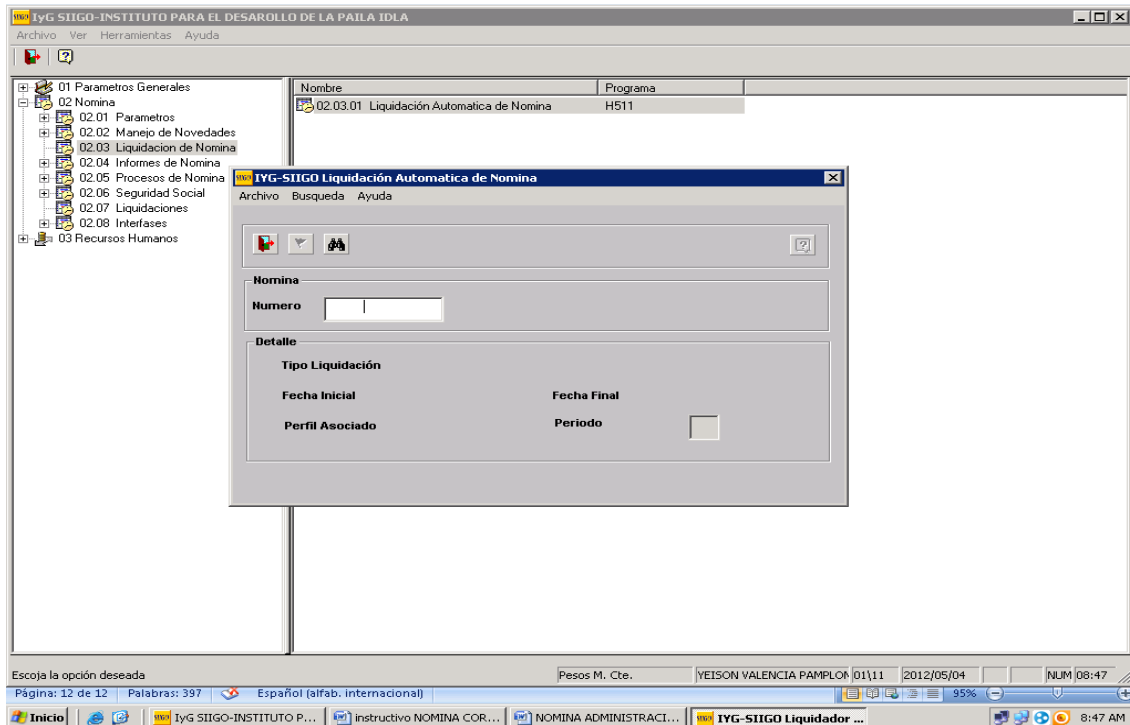 IyG SIIGO-INSTITUTO PARA EL DESAROLLO DE LA PAILA IDLA
Archivo Ver Herramientas Ayuda
01 Parametros Generales
02 Nomina
02.01 Parametros
02.02 Manejo de Novedades
02.03 Liquidacion de Nomina
02.04 Informes de Nomina
02.05 Procesos de Nomina
02.06 Seguridad Social
02.07 Liquidaciones
02.08 Interfases
03 Recursos Humanos
Nombre Programa
02.03.01 Liquidación Automatica de Nomina H511
IYG-SIIGO Liquidación Automatica de Nomina
Archivo Busqueda Ayuda
Nomina
Numero
Detalle
Tipo Liquidación
Fecha Inicial Fecha Final
Perfil Asociado Periodo
Escoja la opción deseada Pesos M. Cte. YEISON VALENCIA PAMPLON 01\11 2012/05/04 NUM 08:47
Página: 12 de 12 Palabras: 397 Español (alfab. internacional) 95%
Inicio IyG SIIGO-INSTITUTO P... instructivo NOMINA COR... NOMINA ADMINISTRACI... IYG-SIIGO Liquidador ... 8:47 AM